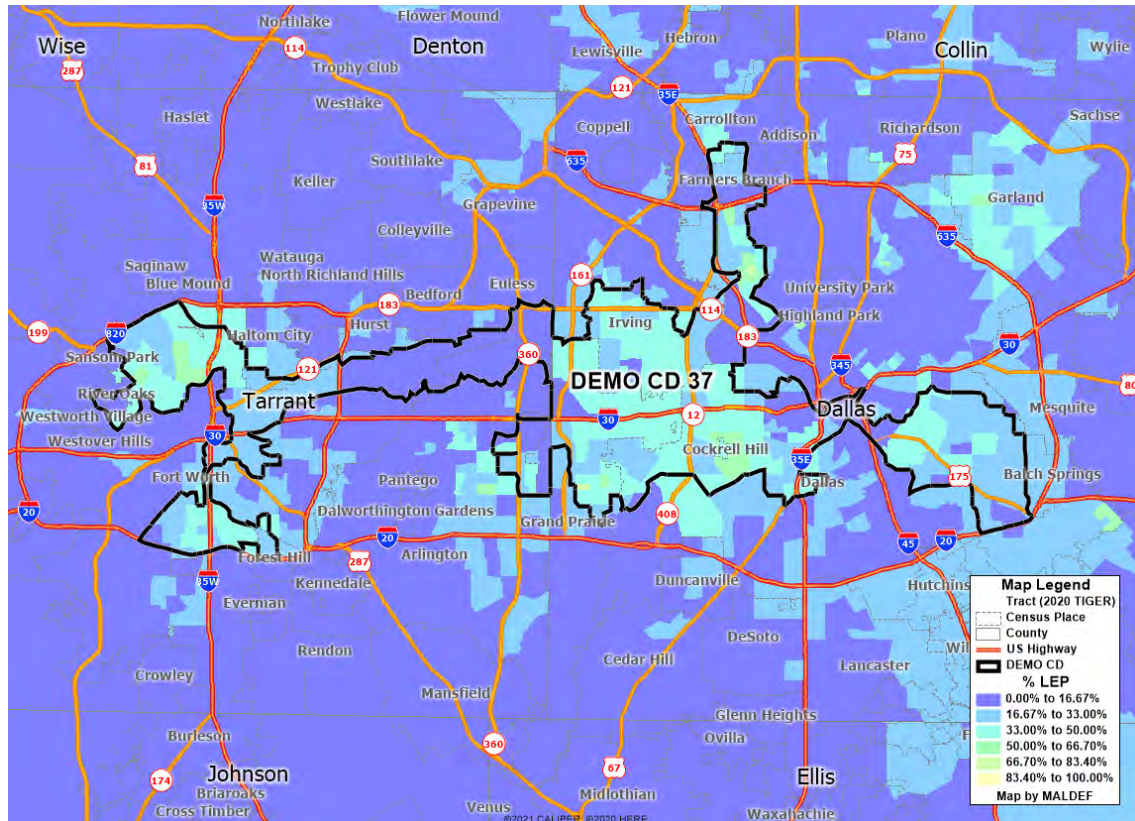 Northlake
Flower Mound
Wise
114
Denton
Hebron
Plano
Collin
Lewisville
Wylie
287
Trophy Club
121
35E
Westlake
Carrollton
Haslet
Coppell
Addison
Richardson
Sachse
81
Southlake
635
75
Keller
Farmers Branch
Garland
35W
Grapevine
Colleyville
635
Saginaw
Watauga
161
Blue Mound
North Richland Hills
Euless
University Park
183
Bedford
114
Highland Park
199
820
Haltom City
Hurst
Irving
183
30
Sansom Park
360
345
121
80
River Oaks
DEMO CD 37
Tarrant
Dallas
Mesquite
Westworth Village
30
30
12
Westover Hills
Cockrell Hill
35E
Fort Worth
Pantego
Dallas
175
Balch Springs
20
Dalworthington Gardens
Grand Prairie
408
Forest Hill
20
Arlington
45
20
287
Kennedale
Duncanville
Hutchins
35W
Everman
DeSoto
Rendon
Cedar Hill
Lancaster
Crowley
Mansfield
Glenn Heights
Burleson
360
Ovilla
174
Johnson
67
Ellis
Briaroaks
Midlothian
Cross Timber
Venus
Waxahachie
©2021 CALIPER; ©2020 HERE
Map Legend
Tract (2020 TIGER)
Census Place
County
US Highway
DEMO CD
% LEP
0.00% to 16.67%
16.67% to 33.00%
33.00% to 50.00%
50.00% to 66.70%
66.70% to 83.40%
83.40% to 100.00%
Map by MALDEF